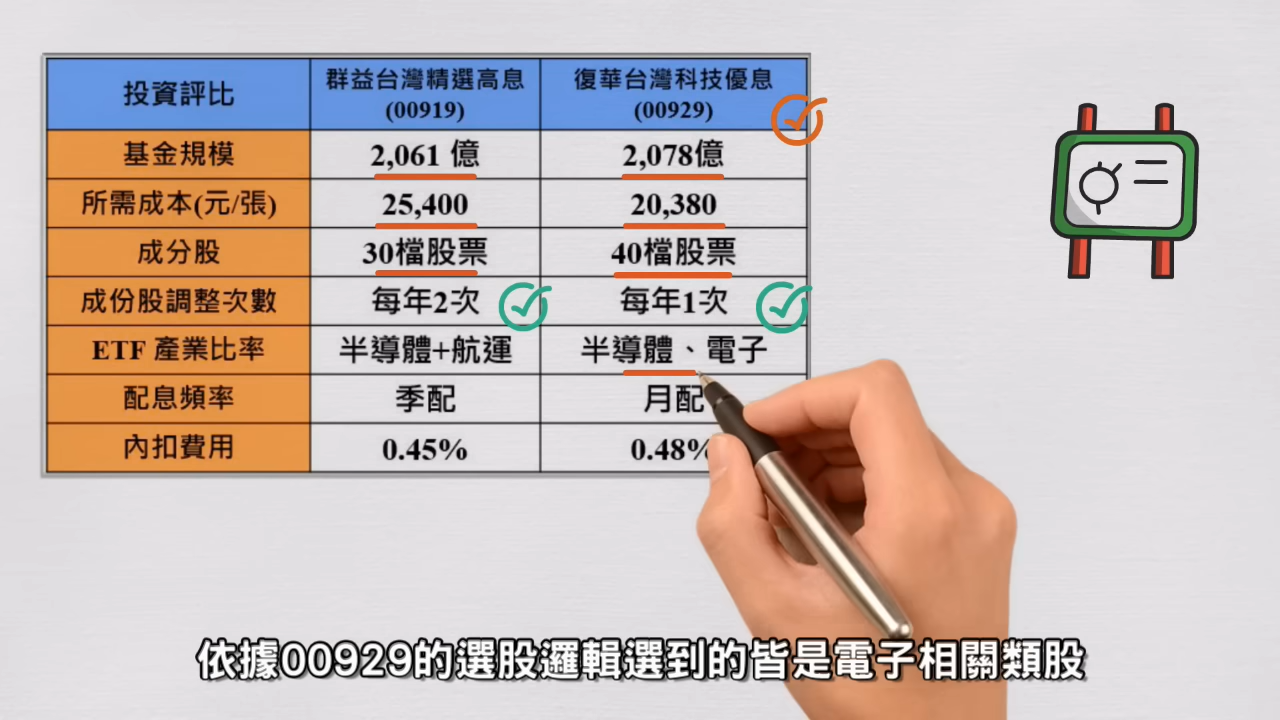 投資評比
群益台灣精選高息
(00919)
復華台灣科技優息
(00929)
基金規模
2,061 億
2,078億
所需成本(元/張)
25,400
20,380
成分股
30檔股票
40檔股票
成份股調整次數
每年2次
每年1次
ETF 產業比率
半導體+航運
半導體、電子
配息頻率
季配
月配
內扣費用
0.45%
0.48%
依據00929的選股邏輯選到的皆是電子相關類股